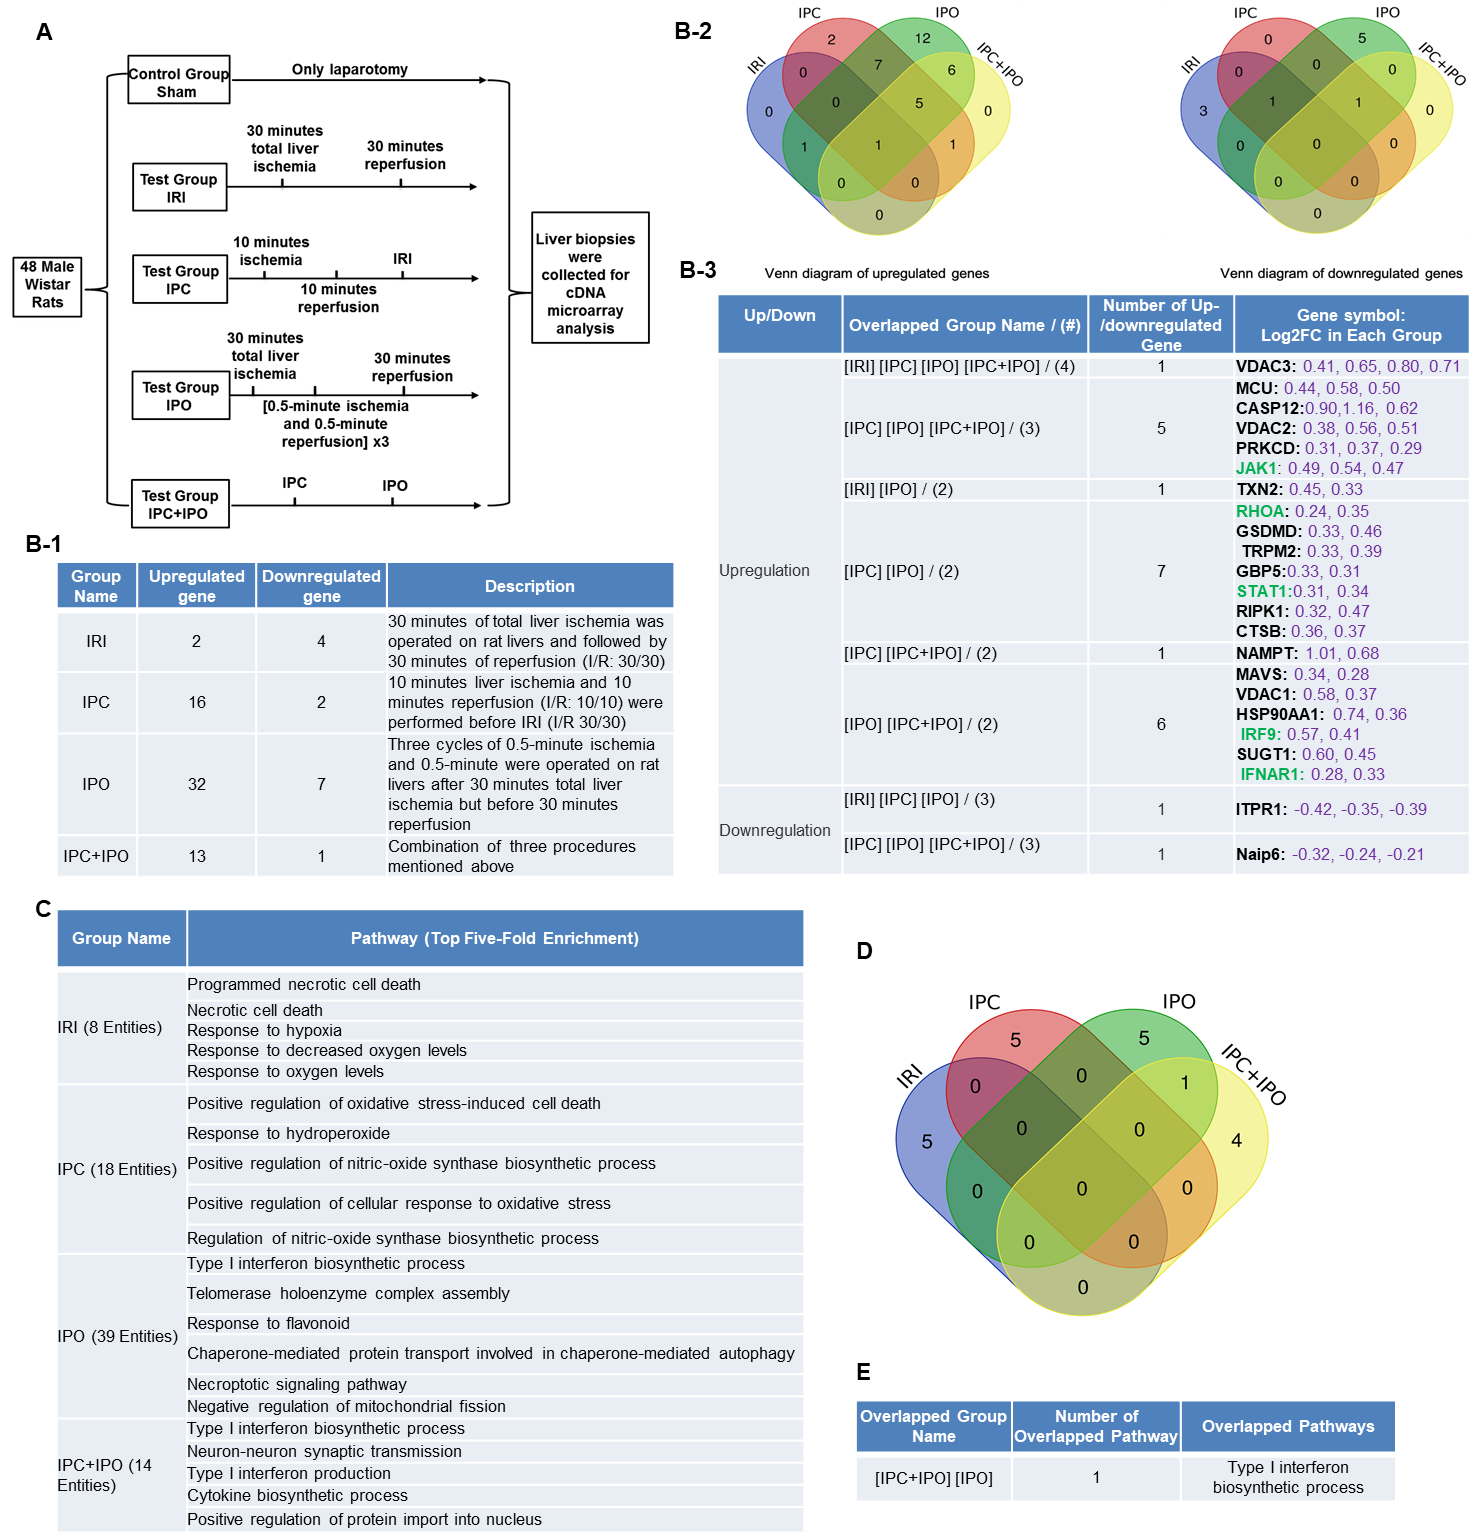 A
Control Group
Sham
Only laparotomy
30 minutes
total liver
ischemia
30 minutes
reperfusion
Test Group
IRI
10 minutes
ischemia
IRI
Test Group
IPC
10 minutes
reperfusion
48 Male
Wistar
Rats
30 minutes
total liver
ischemia
30 minutes
reperfusion
Test Group
IPO
[0.5-minute ischemia
and 0.5-minute
reperfusion] x3
IPC
IPO
Test Group
IPC+IPO
Liver biopsies
were
collected for
cDNA
microarray
analysis
B-1
Group Name
Upregulated gene
Downregulated gene
Description
IRI
2
4
30 minutes of total liver ischemia was
operated on rat livers and followed by
30 minutes of reperfusion (I/R: 30/30)
IPC
16
2
10 minutes liver ischemia and 10
minutes reperfusion (I/R: 10/10) were
performed before IRI (I/R 30/30)
IPO
32
7
Three cycles of 0.5-minute ischemia
and 0.5-minute were operated on rat
livers after 30 minutes total liver
ischemia but before 30 minutes
reperfusion
IPC+IPO
13
1
Combination of three procedures
mentioned above
B-2
IPC
IPO
IRI
IPC+IPO
2
12
0
7
6
0
0
5
0
1
1
1
0
0
0
Venn diagram of upregulated genes
IPC
IPO
IRI
IPC+IPO
0
5
0
0
0
3
1
1
0
0
0
0
0
0
0
Venn diagram of downregulated genes
B-3
Up/Down
Overlapped Group Name / (#)
Number of Up-
/downregulated
Gene
Gene symbol:
Log2FC in Each Group
Upregulation
[IRI] [IPC] [IPO] [IPC+IPO] / (4)
1
VDAC3: 0.41, 0.65, 0.80, 0.71
[IPC] [IPO] [IPC+IPO] / (3)
5
MCU: 0.44, 0.58, 0.50
CASP12:0.90,1.16, 0.62
VDAC2: 0.38, 0.56, 0.51
PRKCD: 0.31, 0.37, 0.29
JAK1: 0.49, 0.54, 0.47
[IRI] [IPO] / (2)
1
TXN2: 0.45, 0.33
[IPC] [IPO] / (2)
7
RHOA: 0.24, 0.35
GSDMD: 0.33, 0.46
TRPM2: 0.33, 0.39
GBP5:0.33, 0.31
STAT1:0.31, 0.34
RIPK1: 0.32, 0.47
CTSB: 0.36, 0.37
[IPC] [IPC+IPO] / (2)
1
NAMPT: 1.01, 0.68
[IPO] [IPC+IPO] / (2)
6
MAVS: 0.34, 0.28
VDAC1: 0.58, 0.37
HSP90AA1: 0.74, 0.36
IRF9: 0.57, 0.41
SUGT1: 0.60, 0.45
IFNAR1: 0.28, 0.33
Downregulation
[IRI] [IPC] [IPO] / (3)
1
ITPR1: -0.42, -0.35, -0.39
[IPC] [IPO] [IPC+IPO] / (3)
1
Naip6: -0.32, -0.24, -0.21
C
Group Name
Pathway (Top Five-Fold Enrichment)
IRI (8 Entities)
Programmed necrotic cell death
Necrotic cell death
Response to hypoxia
Response to decreased oxygen levels
Response to oxygen levels
IPC (18 Entities)
Positive regulation of oxidative stress-induced cell death
Response to hydroperoxide
Positive regulation of nitric-oxide synthase biosynthetic process
Positive regulation of cellular response to oxidative stress
Regulation of nitric-oxide synthase biosynthetic process
IPO (39 Entities)
Type I interferon biosynthetic process
Telomerase holoenzyme complex assembly
Response to flavonoid
Chaperone-mediated protein transport involved in chaperone-mediated autophagy
Necroptotic signaling pathway
Negative regulation of mitochondrial fission
IPC+IPO (14
Entities)
Type I interferon biosynthetic process
Neuron-neuron synaptic transmission
Type I interferon production
Cytokine biosynthetic process
Positive regulation of protein import into nucleus
D
IPC
IPO
IRI
IPC+IPO
5
5
0
0
1
5
0
0
4
0
0
0
0
0
0
E
Overlapped Group
Name
Number of
Overlapped Pathway
Overlapped Pathways
[IPC+IPO] [IPO]
1
Type I interferon
biosynthetic process